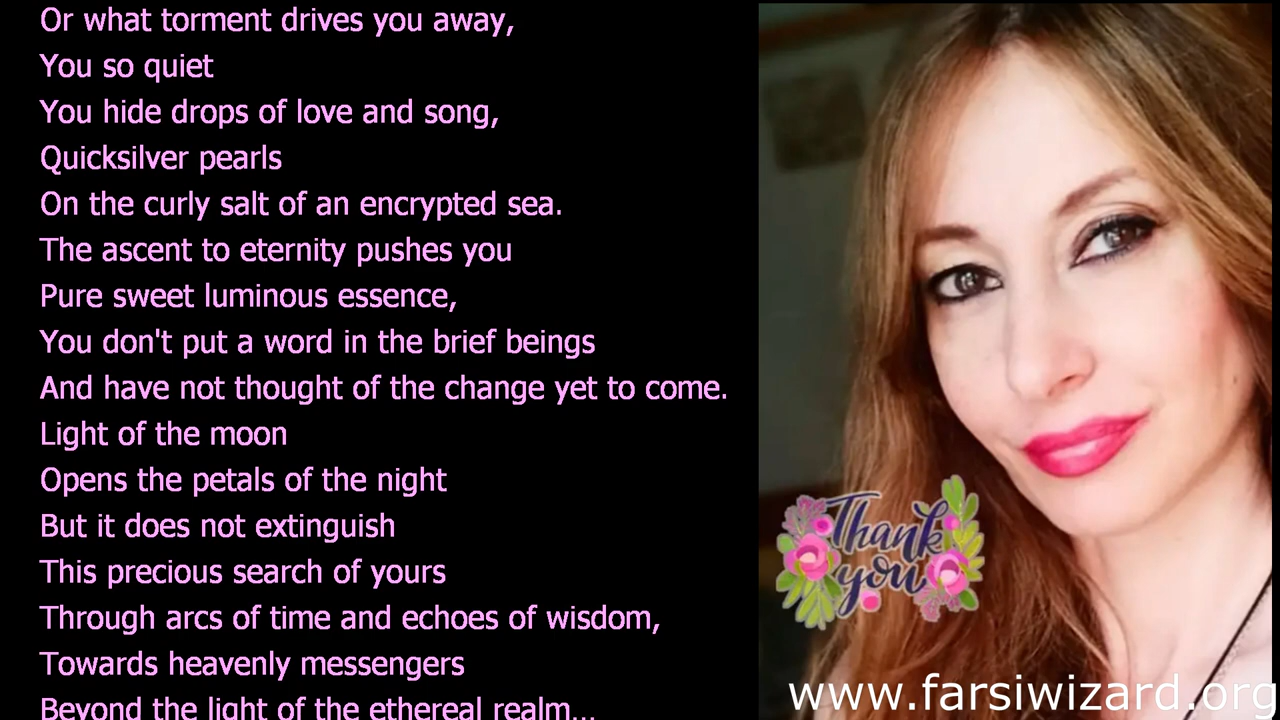 Or what torment drives you away,
You so quiet
You hide drops of love and song,
Quicksilver pearls
On the curly salt of an encrypted sea.
The ascent to eternity pushes you
Pure sweet luminous essence,
You don't put a word in the brief beings
And have not thought of the change yet to come.
Light of the moon
Opens the petals of the night
But it does not extinguish
This precious search of yours
Through arcs of time and echoes of wisdom,
Towards heavenly messengers
Beyond the light of the ethereal realm...
Thank
you
www.farsiwizard.org